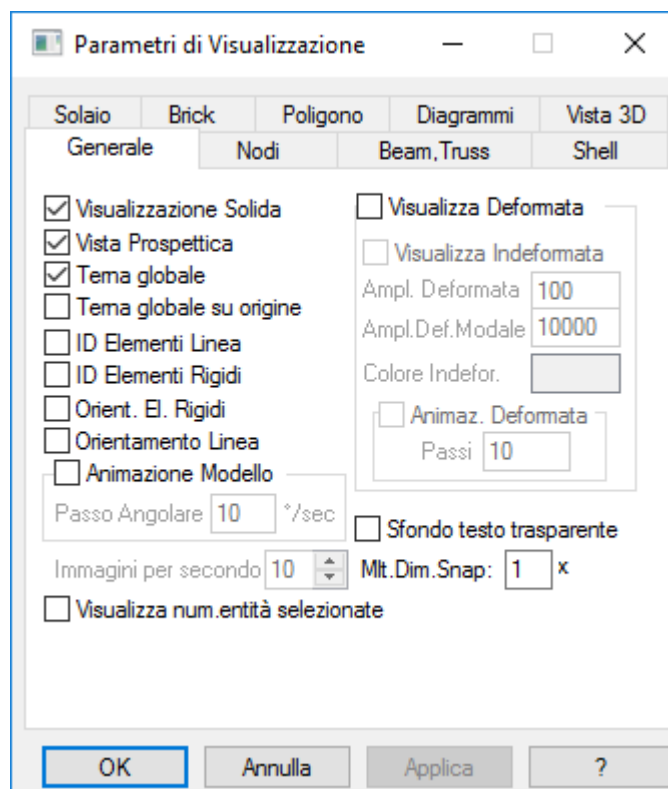 Parametri di Visualizzazione
Solaio Brick Poligono Diagrammi Vista 3D
Generale Nodi Beam,Truss Shell
Visualizzazione Solida
Vista Prospettica
Terna globale
Terna globale su origine
ID Elementi Linea
ID Elementi Rigidi
Orient. El. Rigidi
Orientamento Linea
Animazione Modello
Passo Angolare 10 °/sec
Immagini per secondo 10
Visualizza num.entità selezionate
Visualizza Deformata
Visualizza Indeformata
Ampl. Deformata 100
Ampl.Def.Modale 10000
Colore Indefor.
Animaz. Deformata
Passi 10
Sfondo testo trasparente
Mlt.Dim.Snap: 1 x
OK Annulla Applica ?